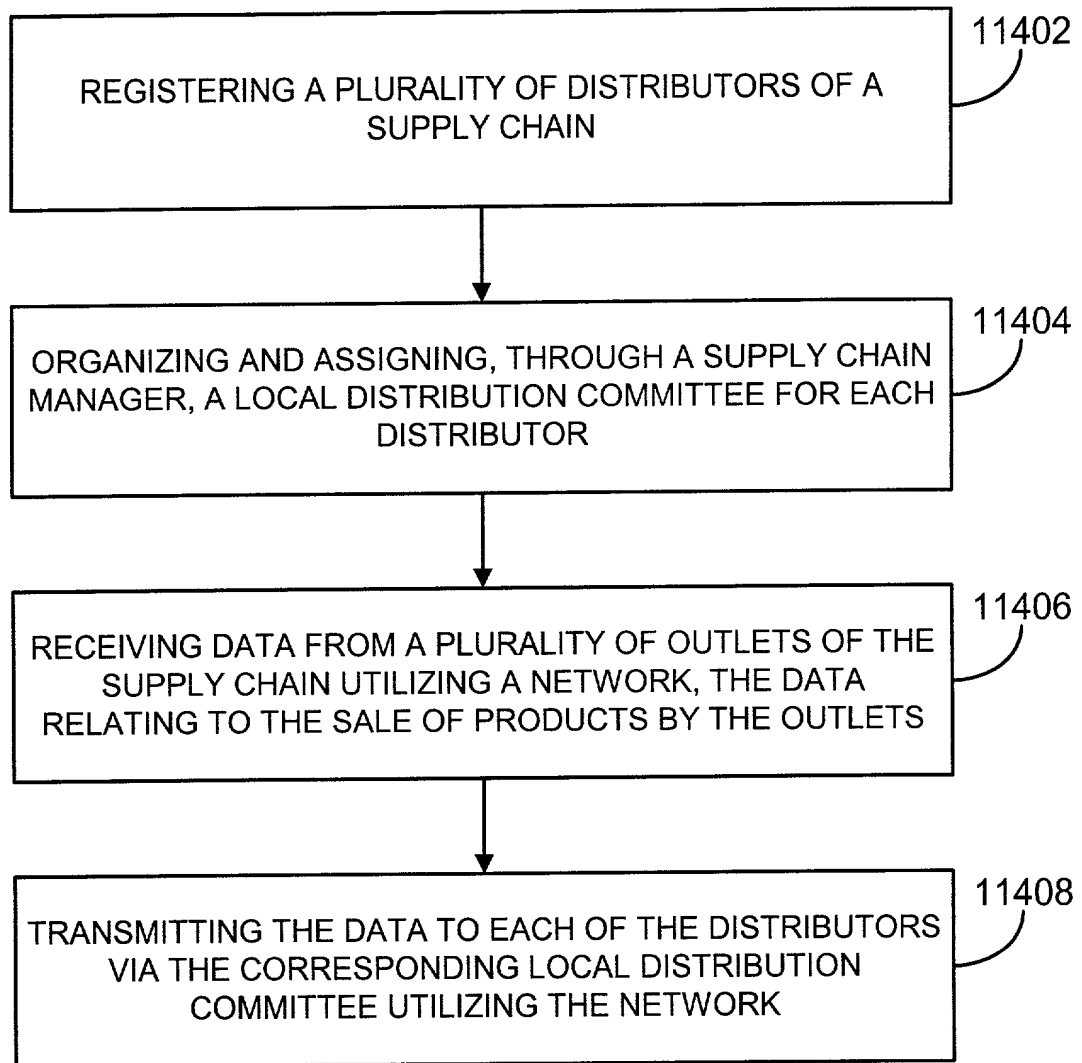 11402
REGISTERING A PLURALITY OF DISTRIBUTORS OF A
SUPPLY CHAIN
11404
ORGANIZING AND ASSIGNING, THROUGH A SUPPLY CHAIN
MANAGER, A LOCAL DISTRIBUTION COMMITTEE FOR EACH
DISTRIBUTOR
11406
RECEIVING DATA FROM A PLURALITY OF OUTLETS OF THE
SUPPLY CHAIN UTILIZING A NETWORK, THE DATA
RELATING TO THE SALE OF PRODUCTS BY THE OUTLETS
11408
TRANSMITTING THE DATA TO EACH OF THE DISTRIBUTORS
VIA THE CORRESPONDING LOCAL DISTRIBUTION
COMMITTEE UTILIZING THE NETWORK